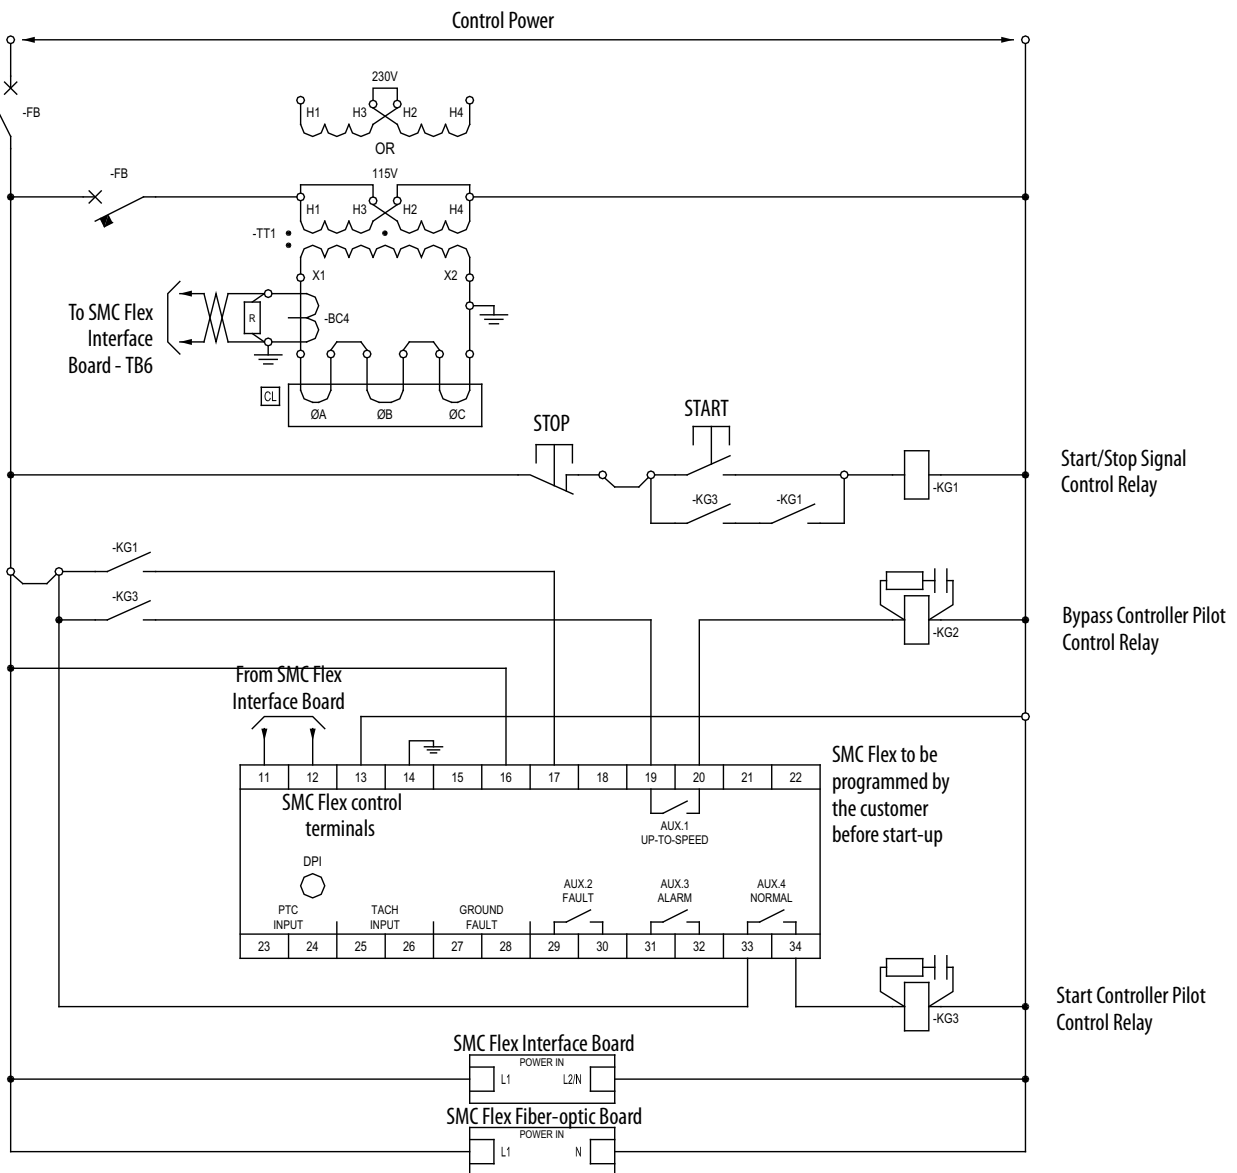 Control Power
-FB
230V
H1 H3 H2 H4
OR
-FB
115V
H1 H3 H2 H4
-TT1
X1 X2
To SMC Flex
Interface
Board - TB6
R
-BC4
CL
ØA ØB ØC
STOP
START
-KG3 -KG1
-KG1
Start/Stop Signal
Control Relay
-KG1
-KG3
-KG2
Bypass Controller Pilot
Control Relay
From SMC Flex
Interface Board
11 12 13 14 15 16 17 18 19 20 21 22
SMC Flex control
terminals
SMC Flex to be
programmed by
the customer
before start-up
AUX.1
UP-TO-SPEED
DPI
PTC
INPUT
TACH
INPUT
GROUND
FAULT
AUX.2
FAULT
AUX.3
ALARM
AUX.4
NORMAL
23 24 25 26 27 28 29 30 31 32 33 34
-KG3
Start Controller Pilot
Control Relay
SMC Flex Interface Board
POWER IN
L1 L2/N
SMC Flex Fiber-optic Board
POWER IN
L1 N